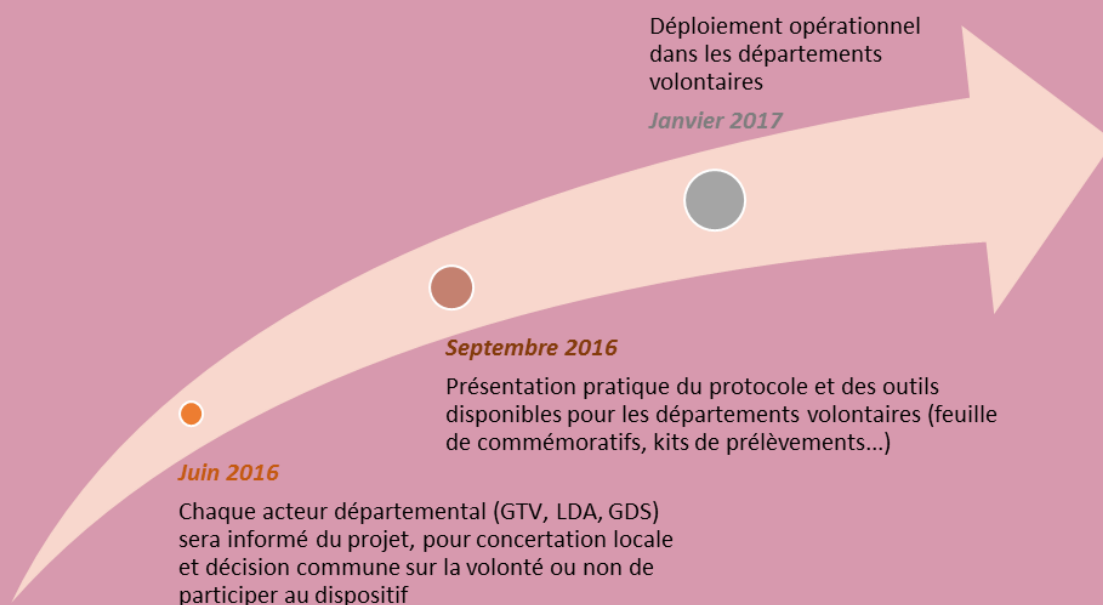 Déploiement opérationnel
dans les départements
volontaires
Janvier 2017
Septembre 2016
Présentation pratique du protocole et des outils
disponibles pour les départements volontaires (feuille
de commémoratifs, kits de prélèvements...)
Juin 2016
Chaque acteur départemental (GTV, LDA, GDS)
sera informé du projet, pour concertation locale
et décision commune sur la volonté ou non de
participer au dispositif